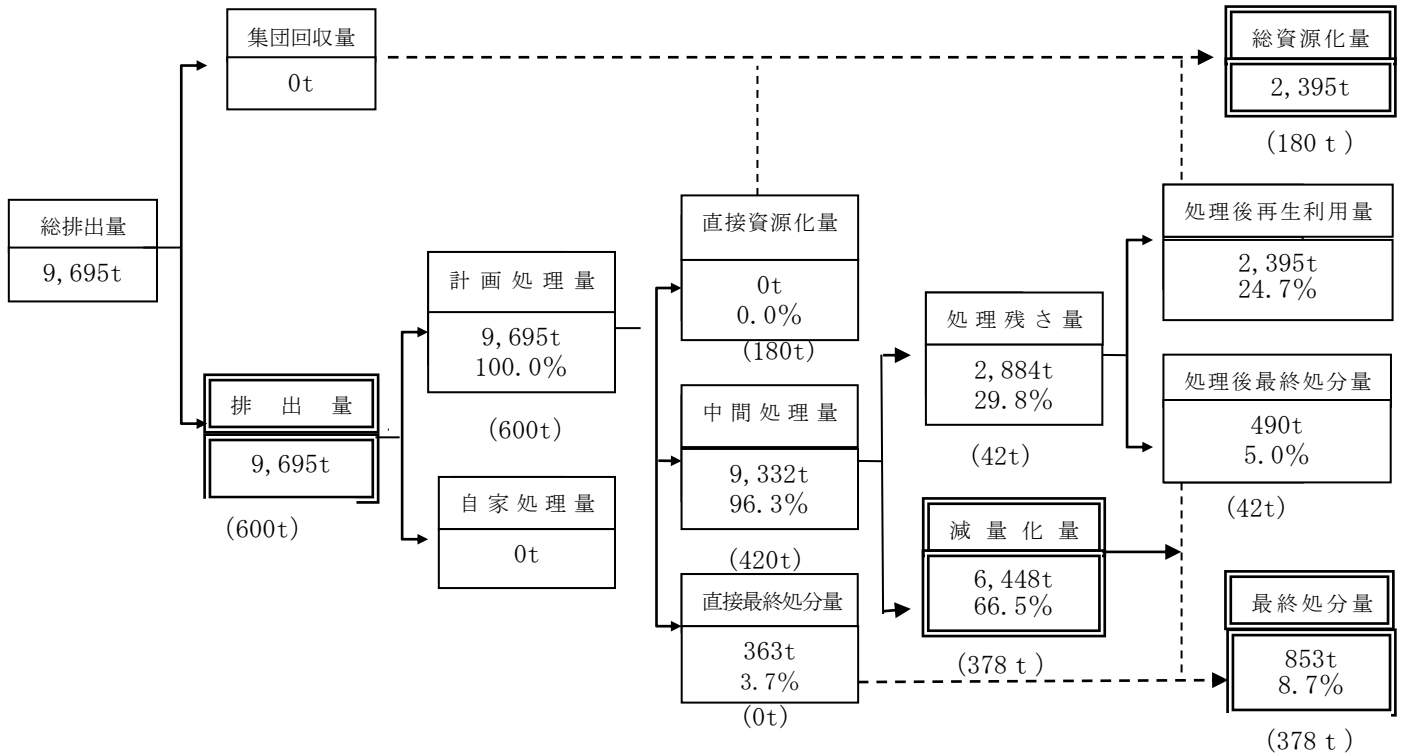 集団回収量
0t
総資源化量
2,395t
(180 t)
総排出量
9,695t
排出量
9,695t
(600t)
計画処理量
9,695t
100.0%
(600t)
自家処理量
0t
直接資源化量
0t
0.0%
(180t)
中間処理量
9,332t
96.3%
(420t)
直接最終処分量
363t
3.7%
(0t)
処理残さ量
2,884t
29.8%
(42t)
減量化量
6,448t
66.5%
(378 t)
処理後再生利用量
2,395t
24.7%
処理後最終処分量
490t
5.0%
(42t)
最終処分量
853t
8.7%
(378 t)